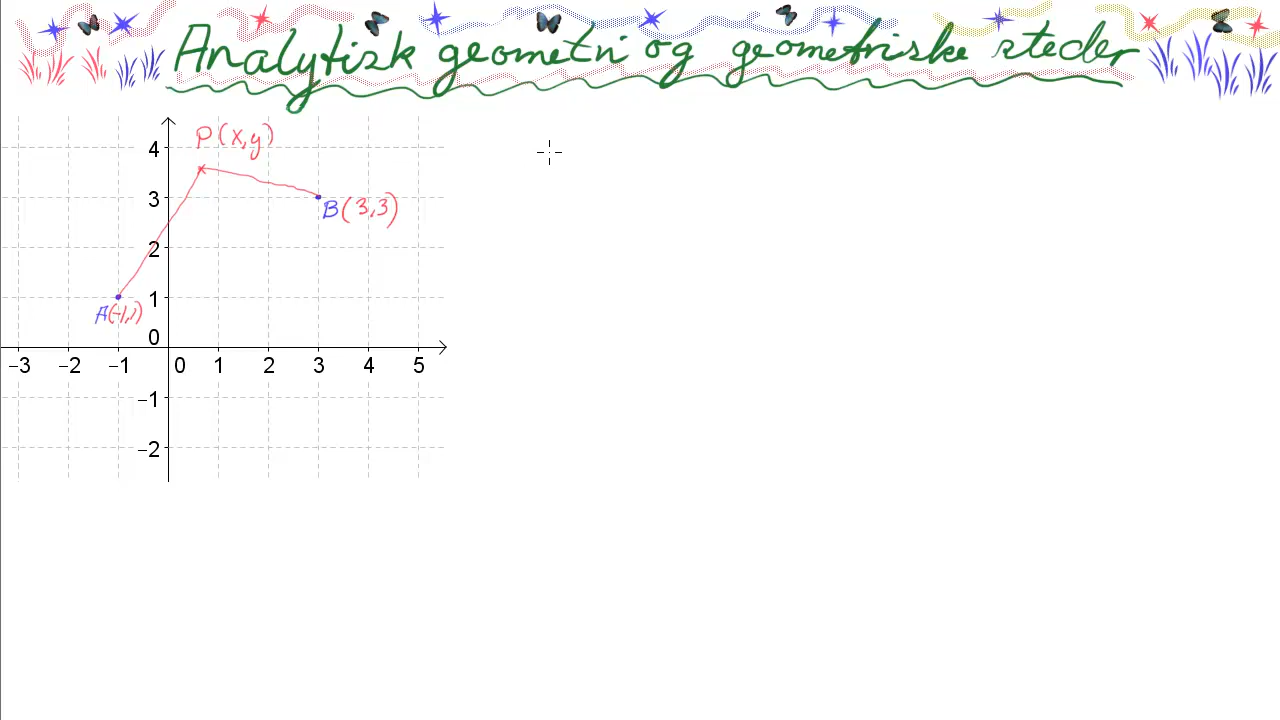 Analytisk geometri og geometriske steder
P(x,y)
4
3
B(3,3)
2
1
A(-1,1)
0
-3 -2 -1 0 1 2 3 4 5
-1
-2